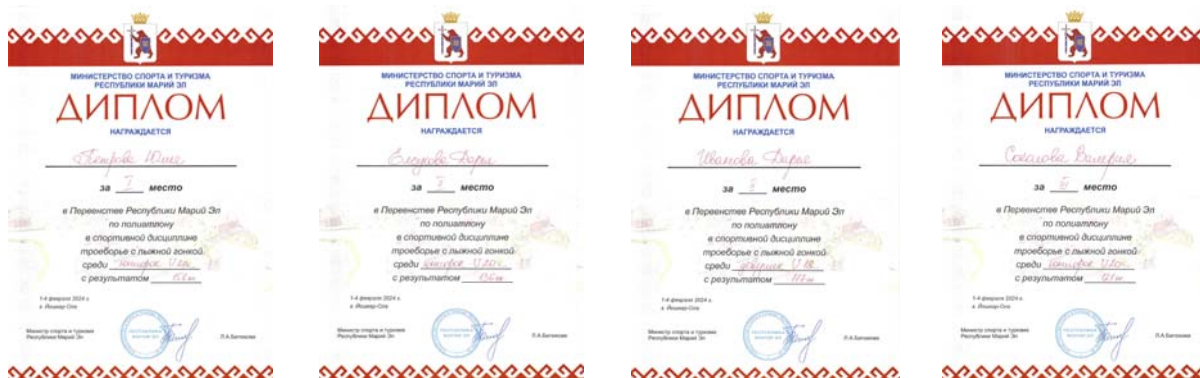 МИНИСТЕРСТВО СПОРТА И ТУРИЗМА
РЕСПУБЛИКИ МАРИЙ ЭЛ
ДИПЛОМ
НАГРАЖДАЕТСЯ
Петрова Юлия
за I место
в Первенстве Республики Марий Эл
по полиатлону
в спортивной дисциплине
троеборье с лыжной гонкой
среди
с результатом
1-4 февраля 2024 г.
г. Йошкар-Ола
Министр спорта и туризма
Республики Марий Эл
МИНИСТЕРСТВО СПОРТА И ТУРИЗМА
РЕСПУБЛИКИ МАРИЙ ЭЛ
ДИПЛОМ
НАГРАЖДАЕТСЯ
Дарья
за II место
в Первенстве Республики Марий Эл
по полиатлону
в спортивной дисциплине
троеборье с лыжной гонкой
среди
с результатом
1-4 февраля 2024 г.
г. Йошкар-Ола
Министр спорта и туризма
Республики Марий Эл
МИНИСТЕРСТВО СПОРТА И ТУРИЗМА
РЕСПУБЛИКИ МАРИЙ ЭЛ
ДИПЛОМ
НАГРАЖДАЕТСЯ
Иванова Дарья
за II место
в Первенстве Республики Марий Эл
по полиатлону
в спортивной дисциплине
троеборье с лыжной гонкой
среди
с результатом
1-4 февраля 2024 г.
г. Йошкар-Ола
Министр спорта и туризма
Республики Марий Эл
МИНИСТЕРСТВО СПОРТА И ТУРИЗМА
РЕСПУБЛИКИ МАРИЙ ЭЛ
ДИПЛОМ
НАГРАЖДАЕТСЯ
Валерия
за место
в Первенстве Республики Марий Эл
по полиатлону
в спортивной дисциплине
троеборье с лыжной гонкой
среди
с результатом
1-4 февраля 2024 г.
г. Йошкар-Ола
Министр спорта и туризма
Республики Марий Эл